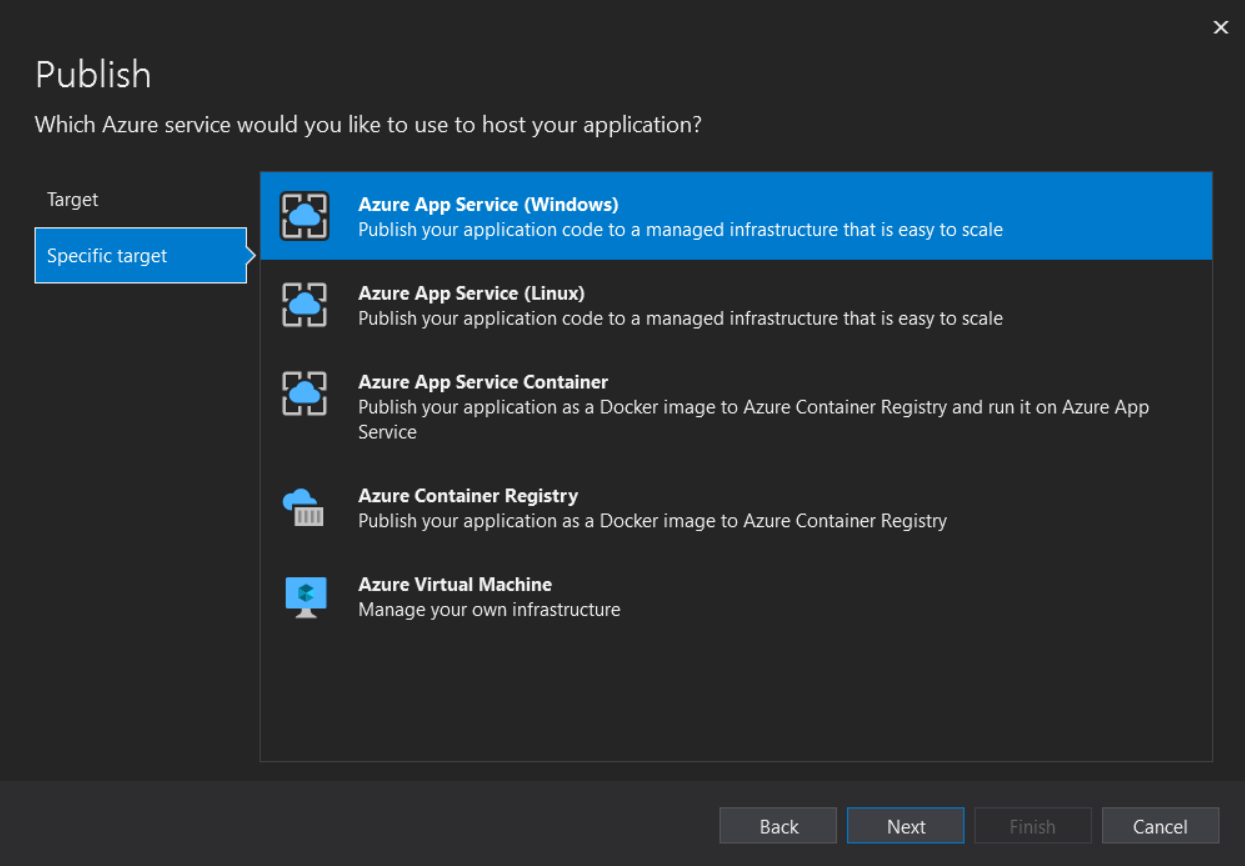 Publish
Which Azure service would you like to use to host your application?
Target
Specific target
Azure App Service (Windows)
Publish your application code to a managed infrastructure that is easy to scale
Azure App Service (Linux)
Publish your application code to a managed infrastructure that is easy to scale
Azure App Service Container
Publish your application as a Docker image to Azure Container Registry and run it on Azure App
Service
Azure Container Registry
Publish your application as a Docker image to Azure Container Registry
Azure Virtual Machine
Manage your own infrastructure
Back
Next
Finish
Cancel